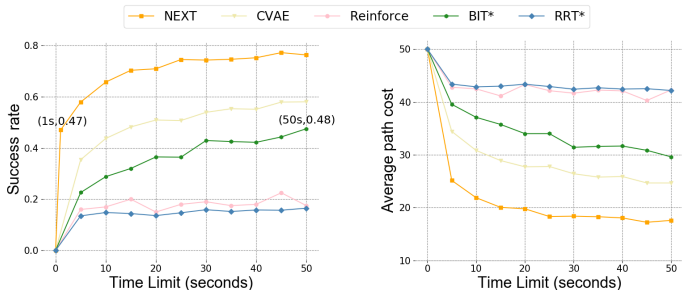 NEXT CVAE Reinforce BIT* RRT*
0.8
0.6
0.4
0.2
0.0
Success rate
(1s,0.47)
(50s,0.48)
0 10 20 30 40 50
Time Limit (seconds)
50
40
30
20
10
Average path cost
0 10 20 30 40 50
Time Limit (seconds)